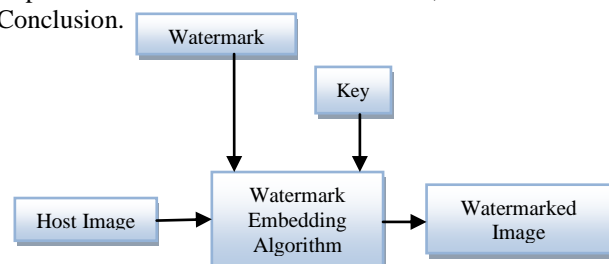 Conclusion.
Watermark
Key
Host Image
Watermark
Embedding
Algorithm
Watermarked
Image